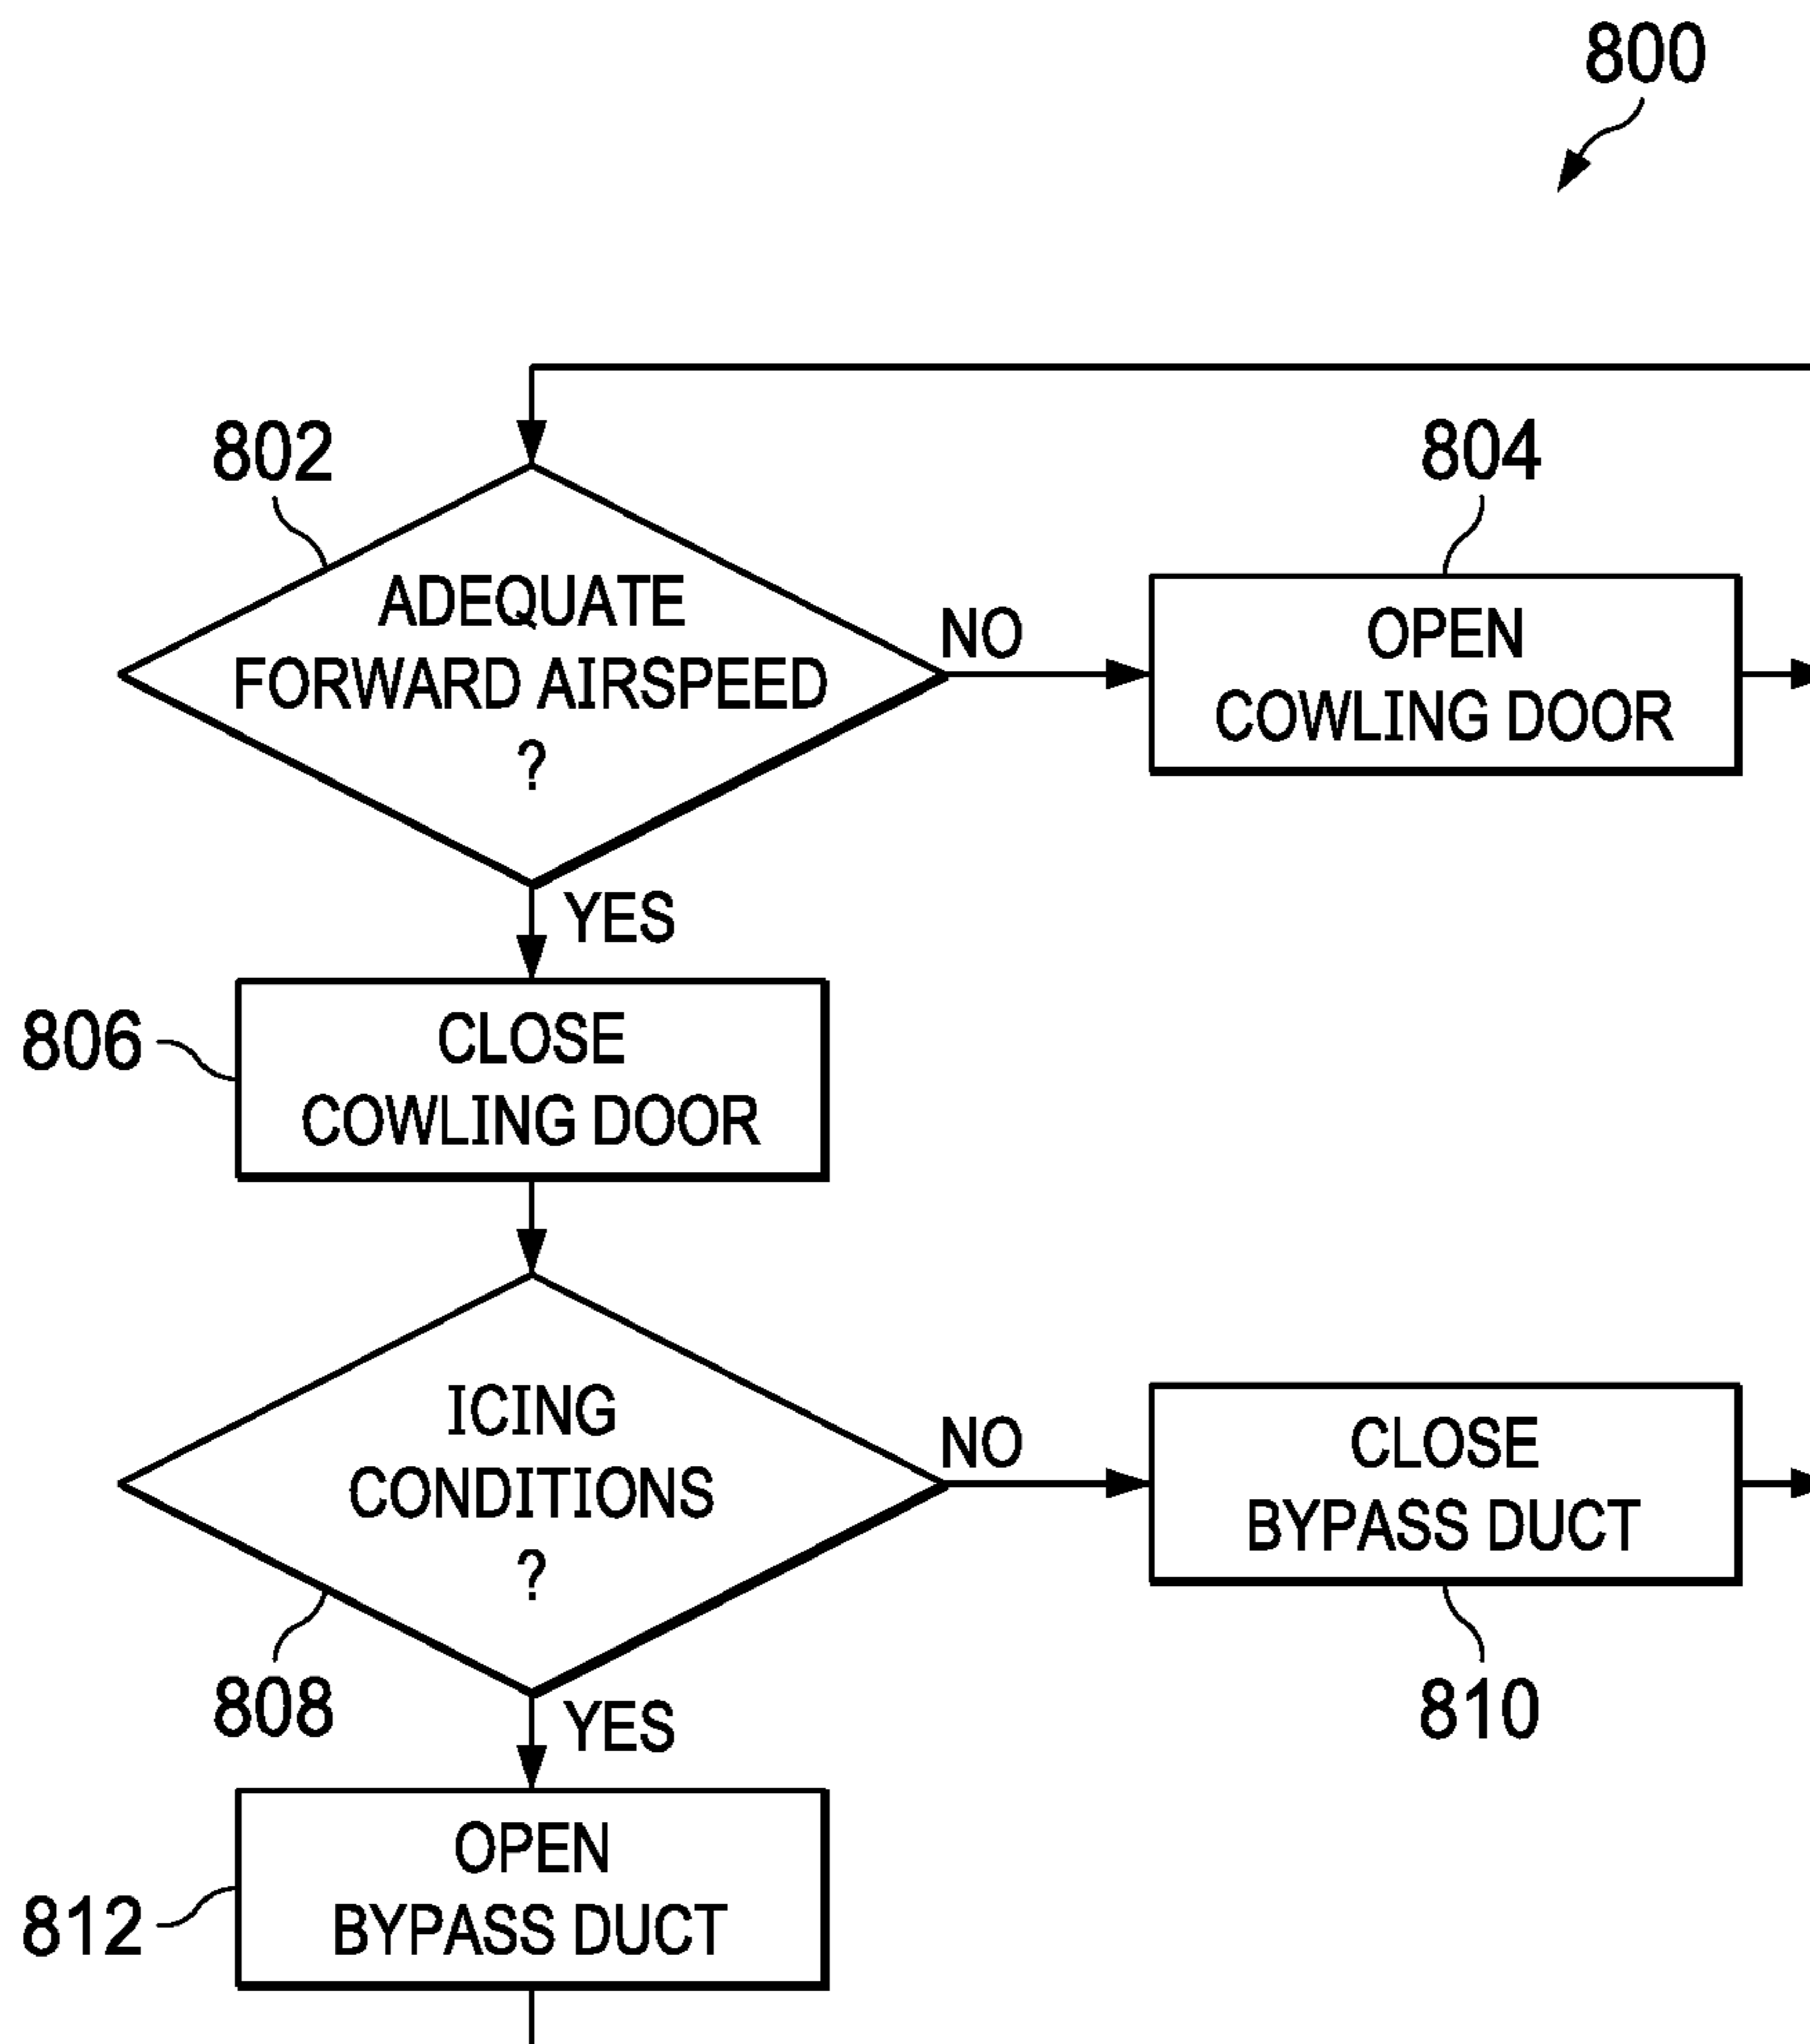 800
802
804
ADEQUATE
FORWARD AIRSPEED
?
NO
OPEN
COWLING DOOR
YES
806
CLOSE
COWLING DOOR
ICING
CONDITIONS
?
NO
CLOSE
BYPASS DUCT
808
810
YES
812
OPEN
BYPASS DUCT